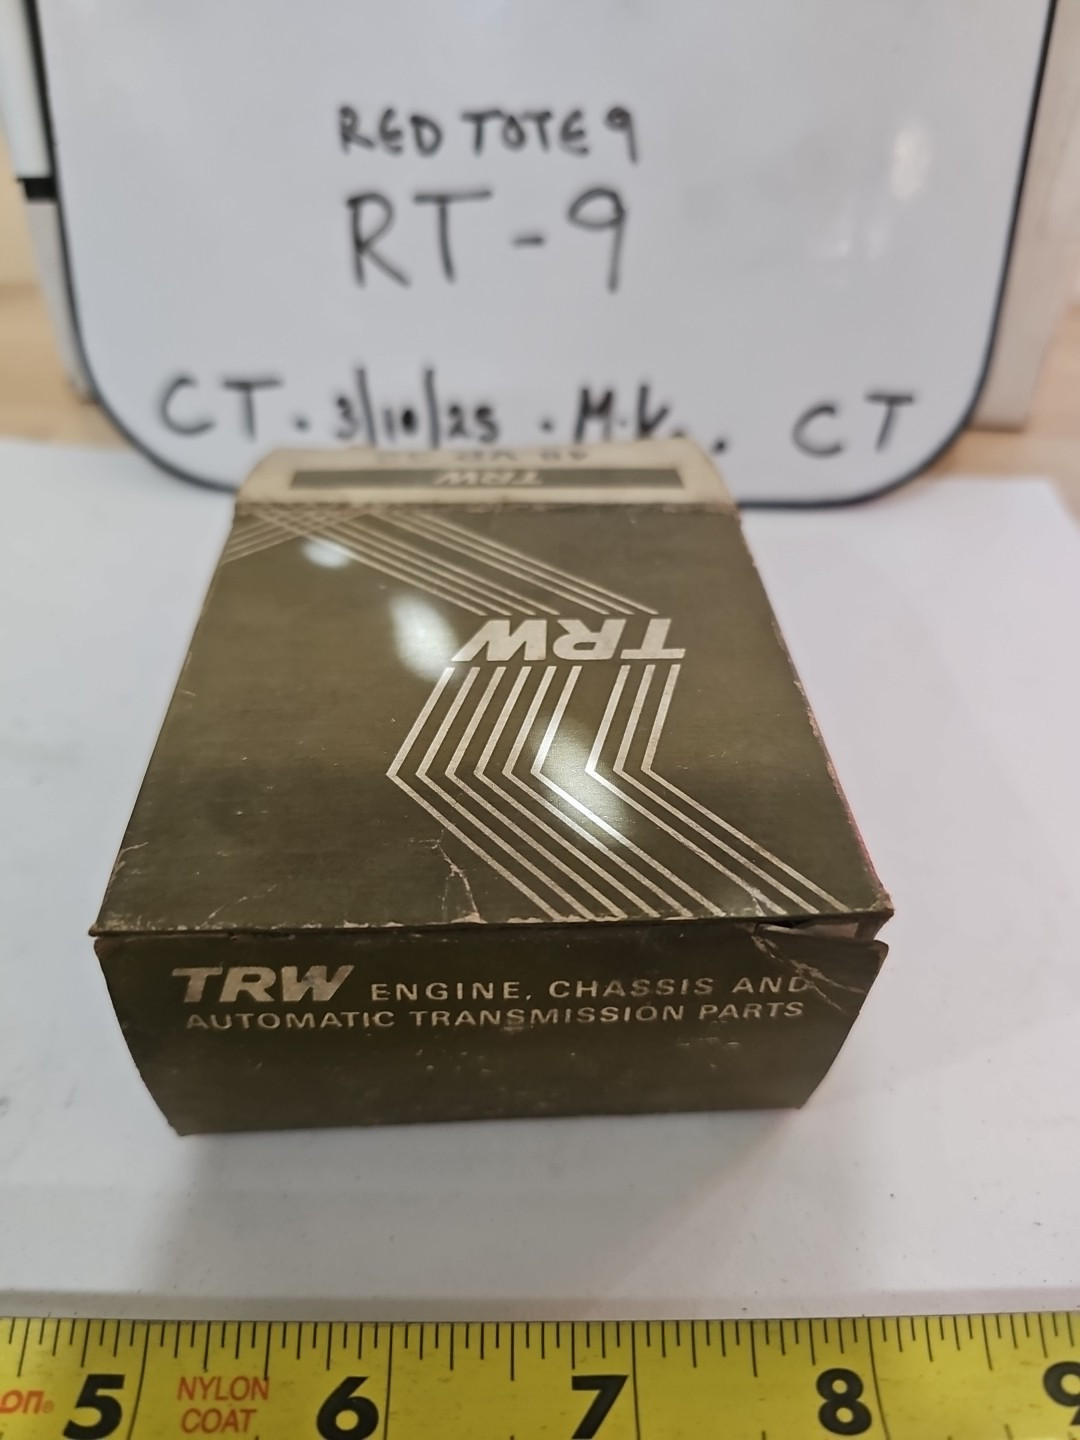 RED TOTE 9
RT-9
CT. 3/10/25 . M.V.. CT
TRW
TRW
TRW ENGINE, CHASSIS AND
AUTOMATIC TRANSMISSION PARTS
5 NYLON COAT 6 7 8 9